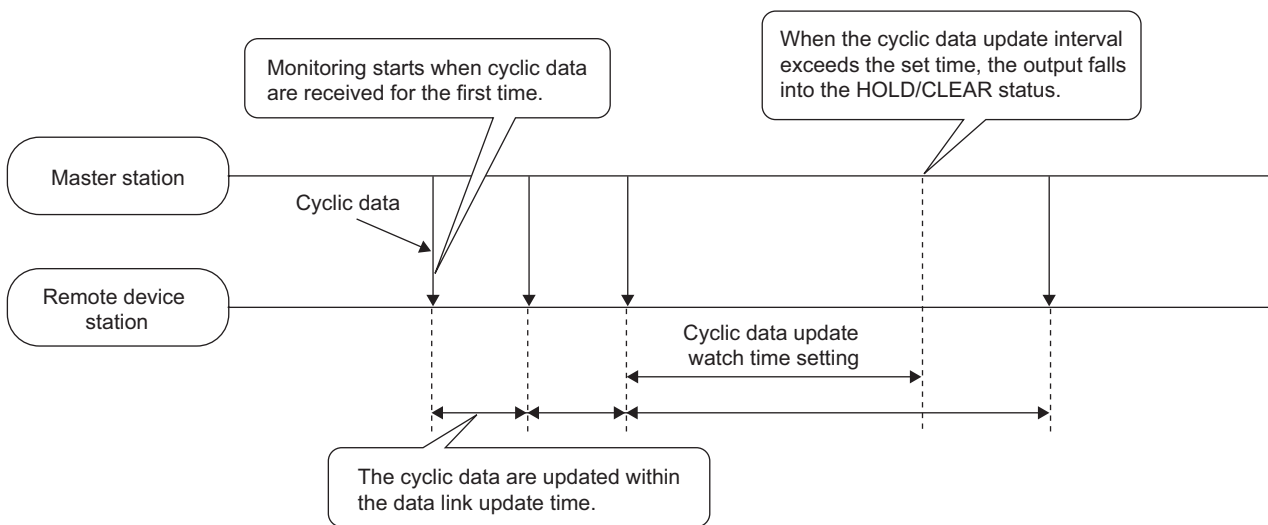 Monitoring starts when cyclic data
are received for the first time.
When the cyclic data update interval
exceeds the set time, the output falls
into the HOLD/CLEAR status.
Master station
Cyclic data
Remote device
station
Cyclic data update
watch time setting
The cyclic data are updated within
the data link update time.